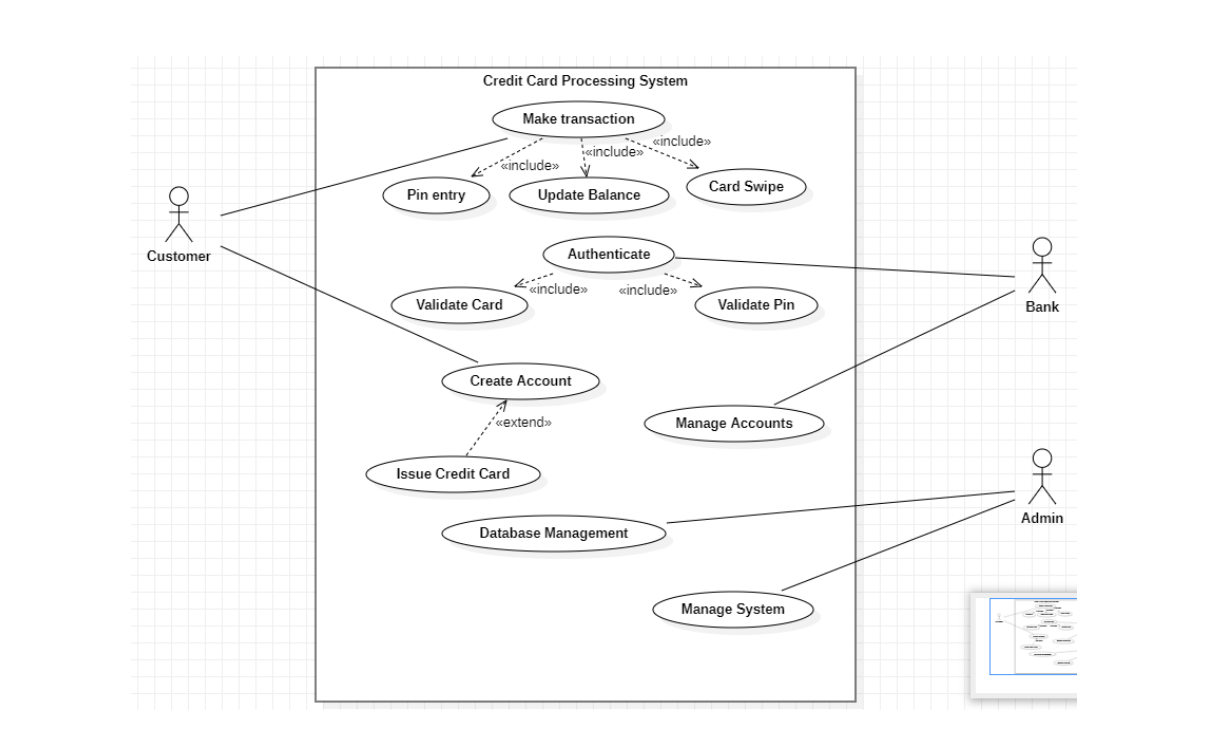 Credit Card Processing System
Make transaction
«include»
«include»
«include»
Pin entry
Update Balance
Card Swipe
Customer
Authenticate
«include»
«include»
Validate Card
Validate Pin
Bank
Create Account
«extend»
Manage Accounts
Issue Credit Card
Admin
Database Management
Manage System